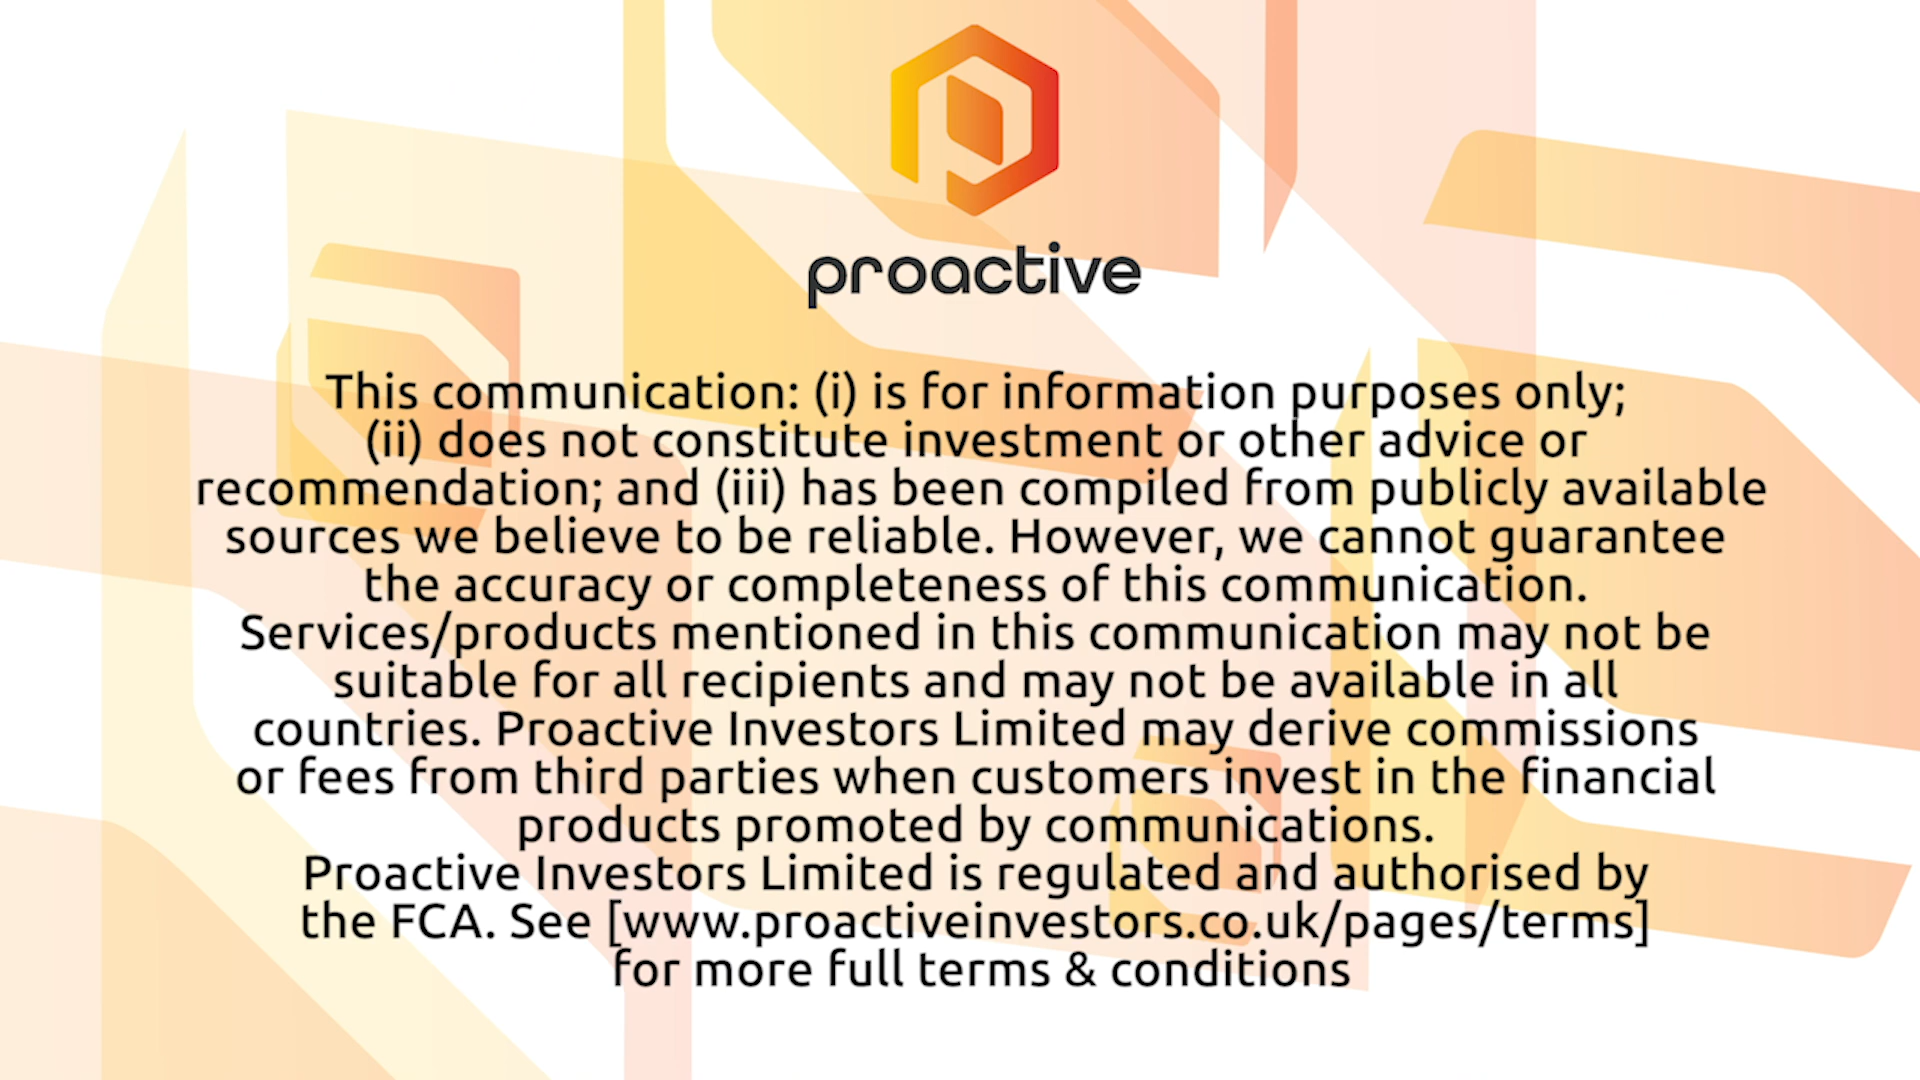 proactive
This communication: (i) is for information purposes only;
(ii) does not constitute investment or other advice or
recommendation; and (iii) has been compiled from publicly available
sources we believe to be reliable. However, we cannot guarantee
the accuracy or completeness of this communication.
Services/products mentioned in this communication may not be
suitable for all recipients and may not be available in all
countries. Proactive Investors Limited may derive commissions
or fees from third parties when customers invest in the financial
products promoted by communications.
Proactive Investors Limited is regulated and authorised by
the FCA. See [www.proactiveinvestors.co.uk/pages/terms]
for more full terms & conditions